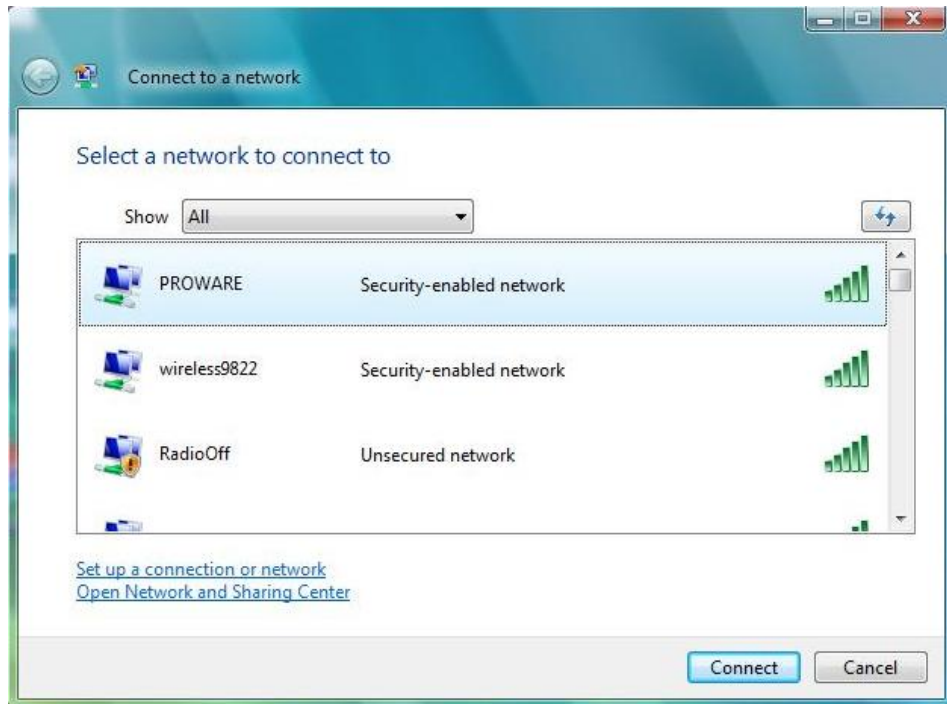 Connect to a network
Select a network to connect to
Show All
PROWARE Security-enabled network
wireless9822 Security-enabled network
RadioOff Unsecured network
Set up a connection or network
Open Network and Sharing Center
Connect Cancel